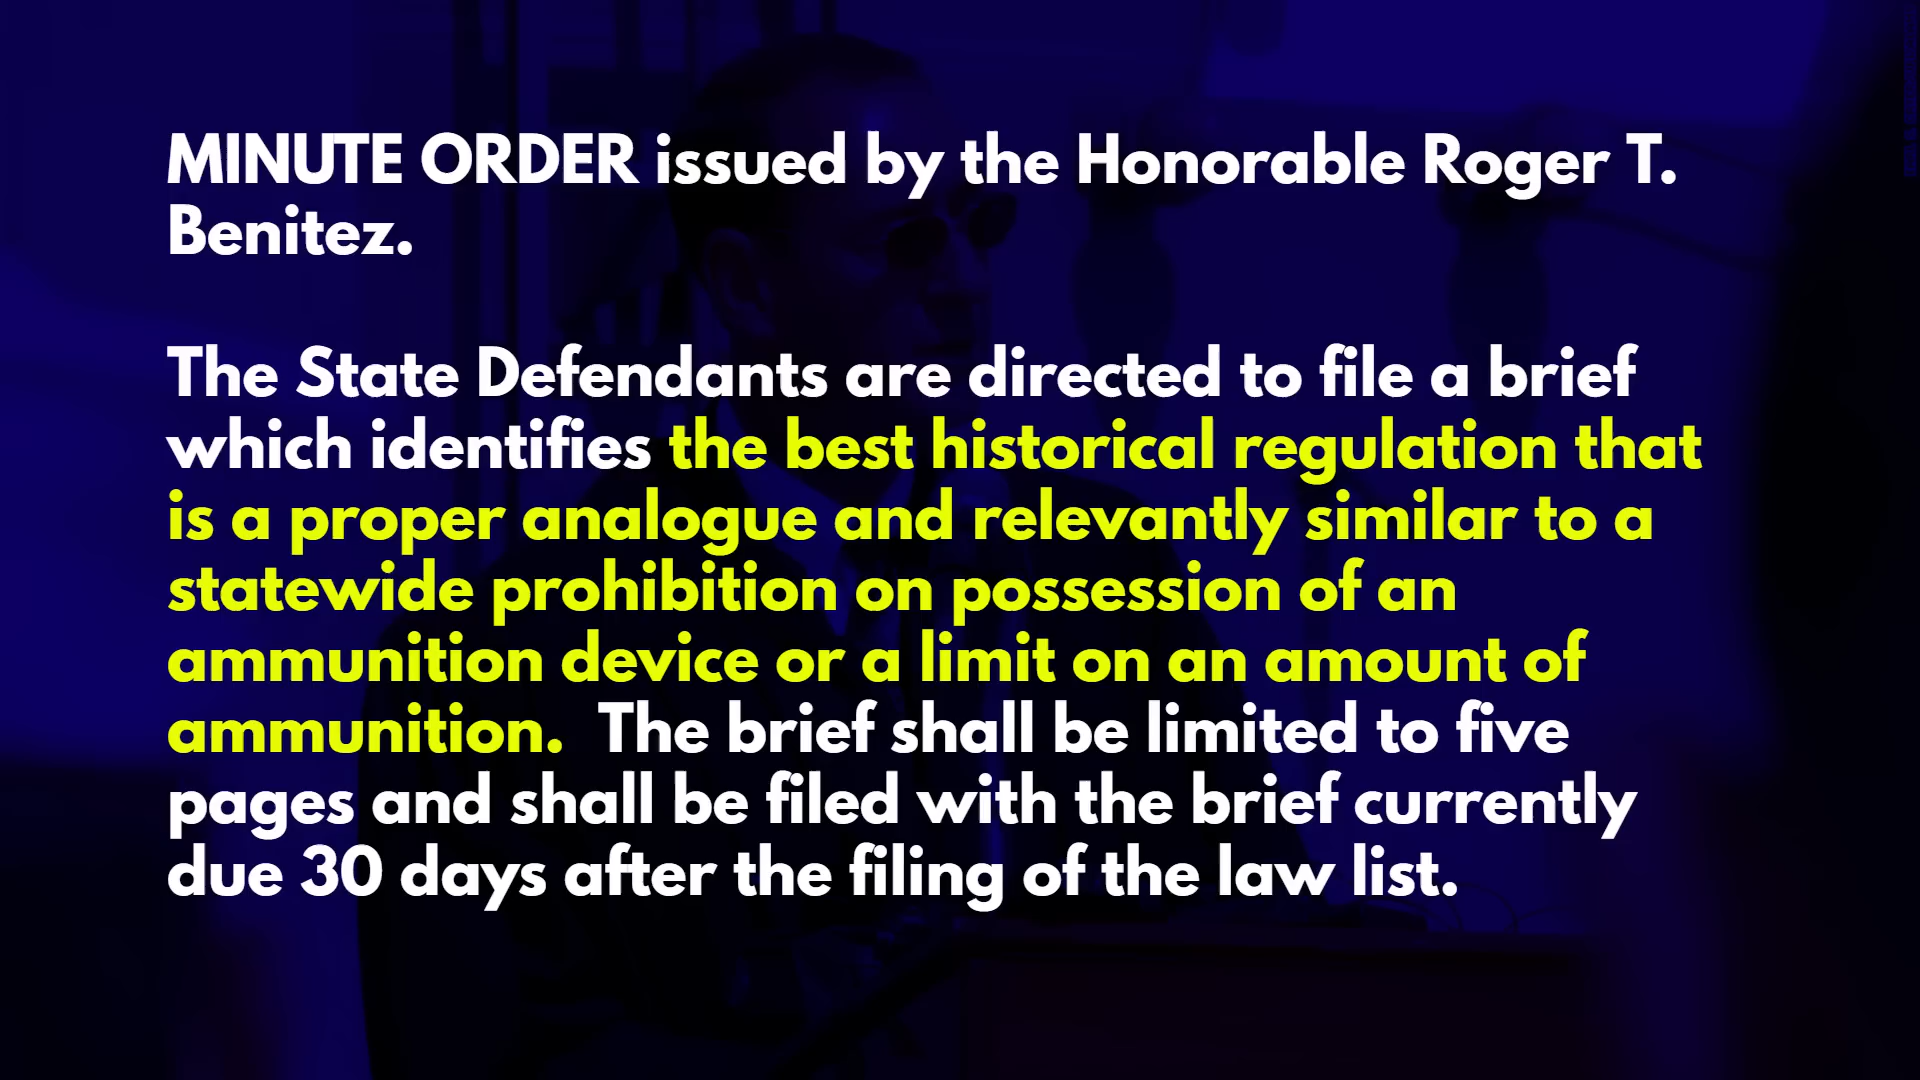 MINUTE ORDER issued by the Honorable Roger T.
Benitez.
The State Defendants are directed to file a brief
which identifies the best historical regulation that
is a proper analogue and relevantly similar to a
statewide prohibition on possession of an
ammunition device or a limit on an amount of
ammunition. The brief shall be limited to five
pages and shall be filed with the brief currently
due 30 days after the filing of the law list.